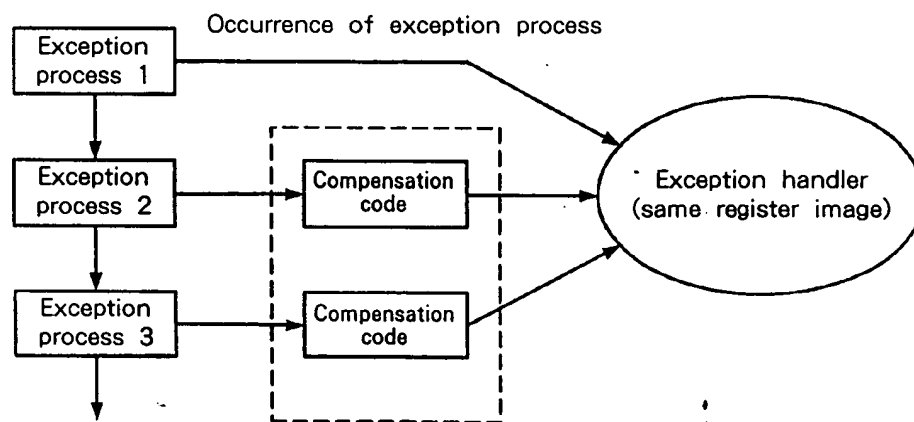 Occurrence of exception process
Exception
process 1
Exception
process 2
Compensation
code
Exception handler
(same register image)
Exception
process 3
Compensation
code